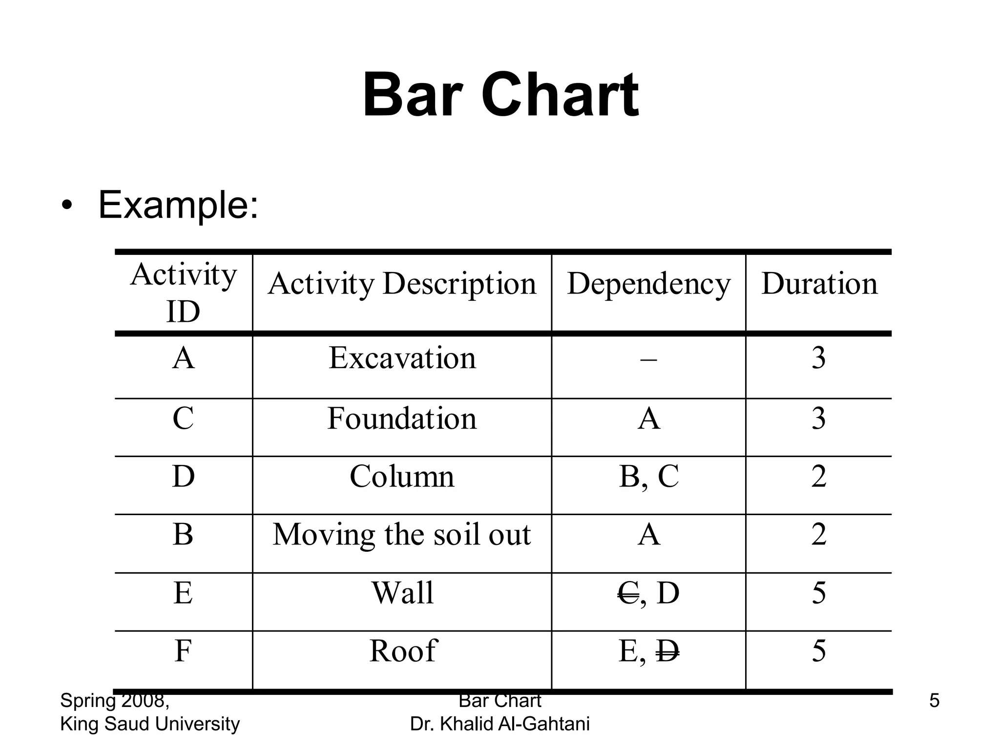 Bar Chart
• Example:
Activity ID | Activity Description | Dependency | Duration
A | Excavation | – | 3
C | Foundation | A | 3
D | Column | B, C | 2
B | Moving the soil out | A | 2
E | Wall | C, D | 5
F | Roof | E, D | 5
Spring 2008,
King Saud University
Bar Chart
Dr. Khalid Al-Gahtani
5